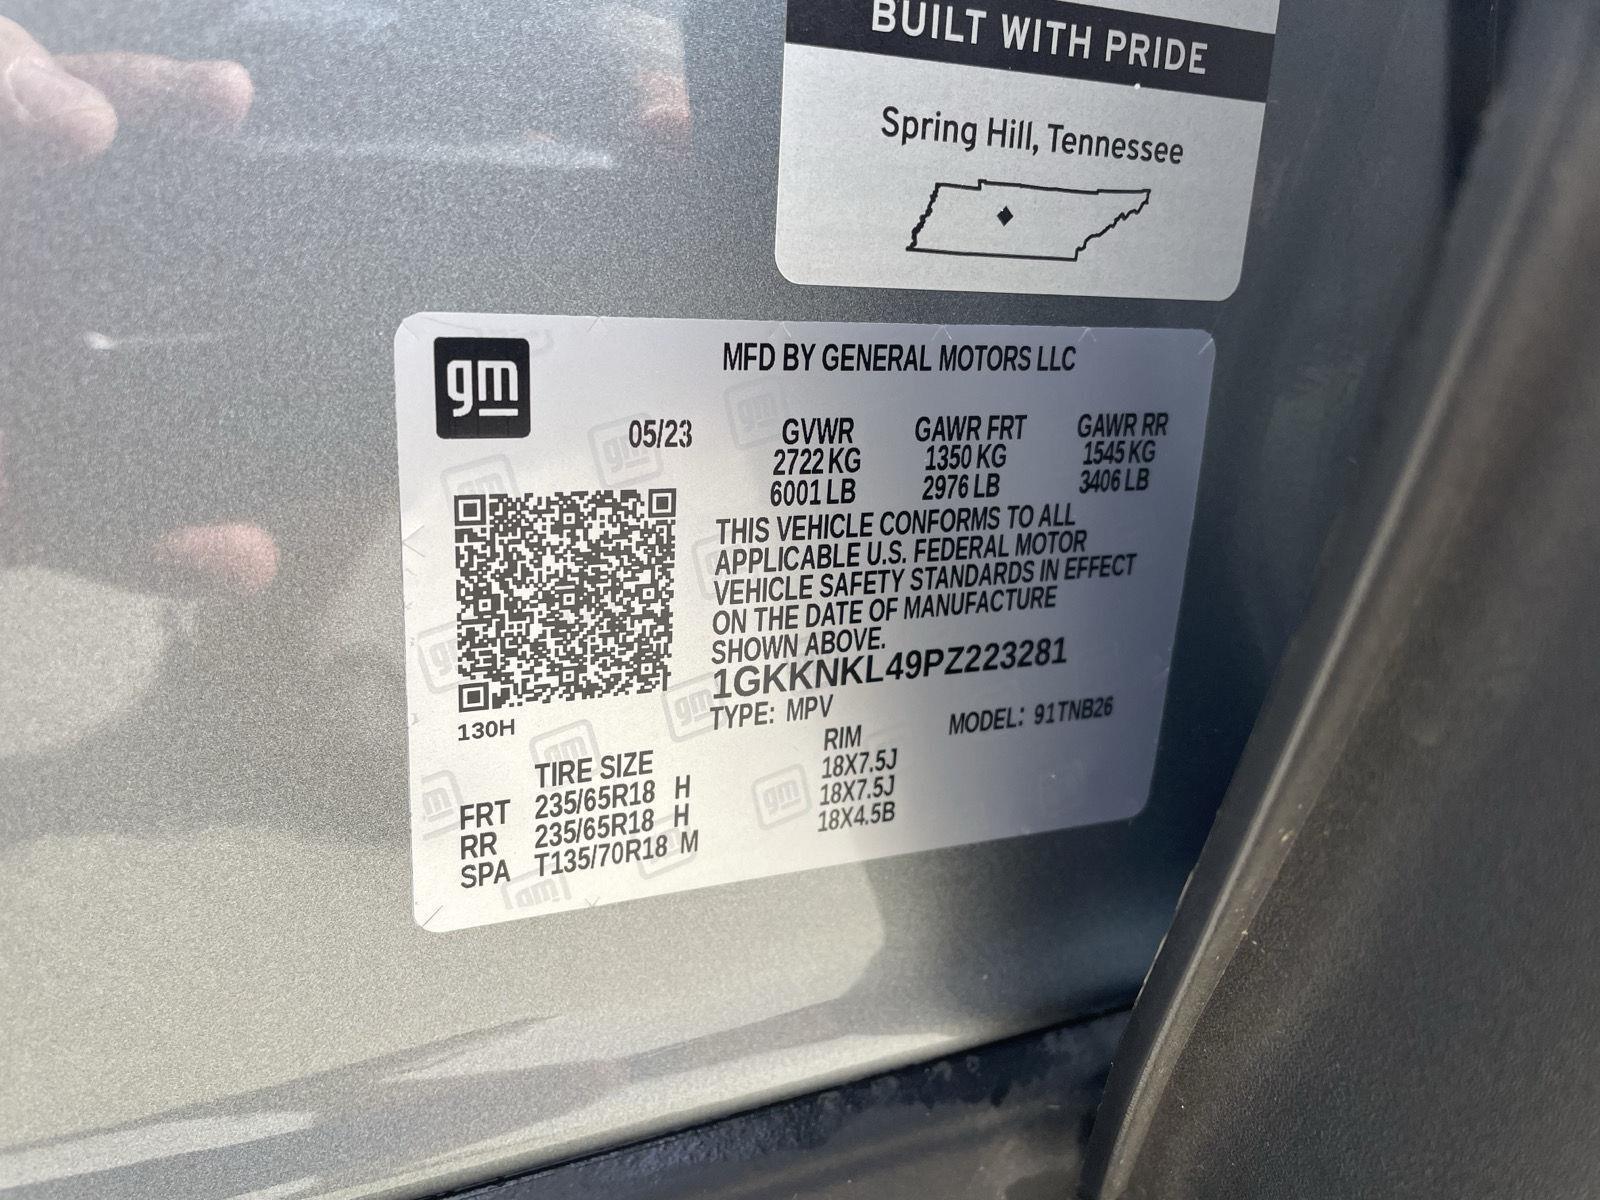 BUILT WITH PRIDE
Spring Hill, Tennessee
gm
MFD BY GENERAL MOTORS LLC
05/23 GVWR GAWR FRT GAWR RR
2722 KG 1350 KG 1545 KG
6001 LB 2976 LB 3406 LB
THIS VEHICLE CONFORMS TO ALL
APPLICABLE U.S. FEDERAL MOTOR
VEHICLE SAFETY STANDARDS IN EFFECT
ON THE DATE OF MANUFACTURE
SHOWN ABOVE.
1GKKNKL49PZ223281
TYPE: MPV MODEL: 91TNB26
130H
TIRE SIZE RIM
FRT 235/65R18 H 18X7.5J
RR 235/65R18 H 18X7.5J
SPA T135/70R18 M 18X4.5B